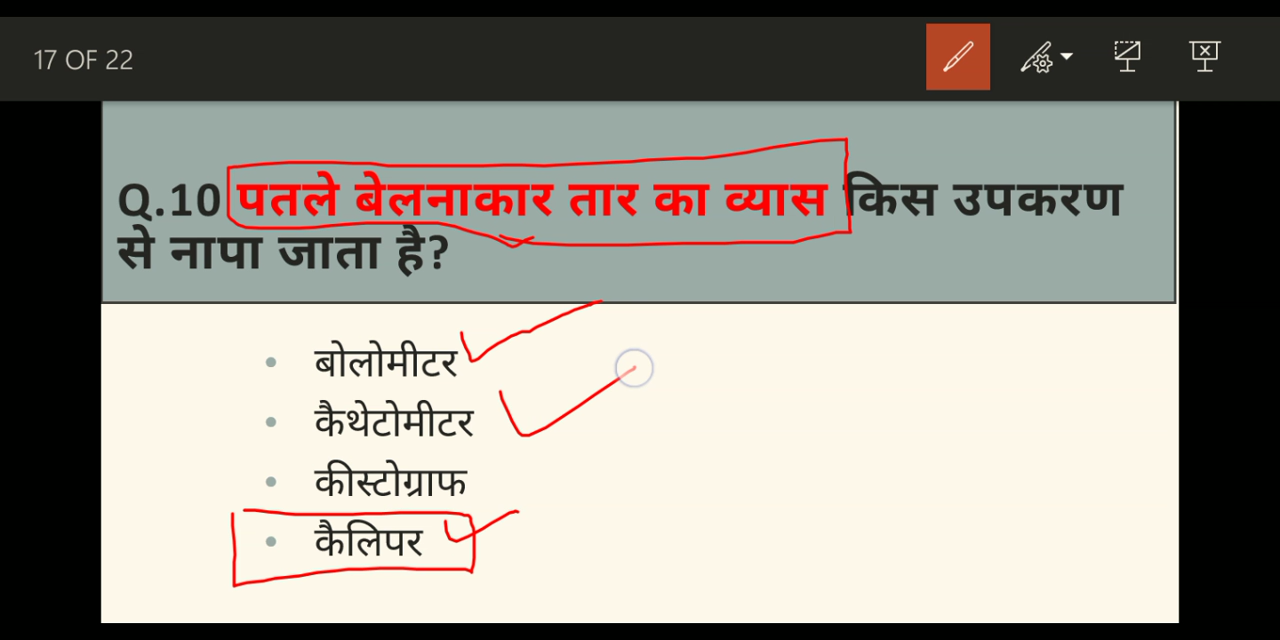 17 OF 22
Q.10 पतले बेलनाकार तार का व्यास किस उपकरण
से नापा जाता है?
• बोलोमीटर
• कैथेटोमीटर
• कीस्टोग्राफ
• कैलिपर